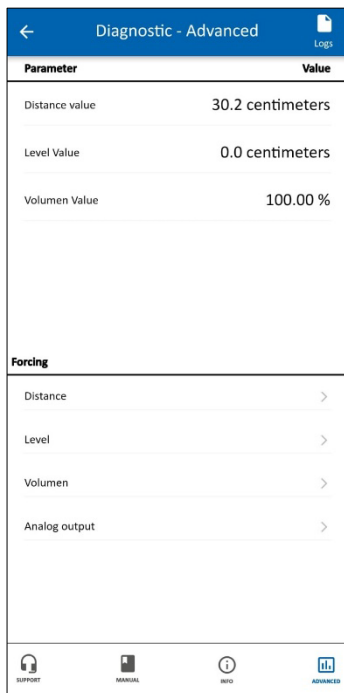 Diagnostic - Advanced
Logs
Parameter Value
Distance value 30.2 centimeters
Level Value 0.0 centimeters
Volumen Value 100.00 %
Forcing
Distance
Level
Volumen
Analog output
SUPPORT MANUAL INFO ADVANCED